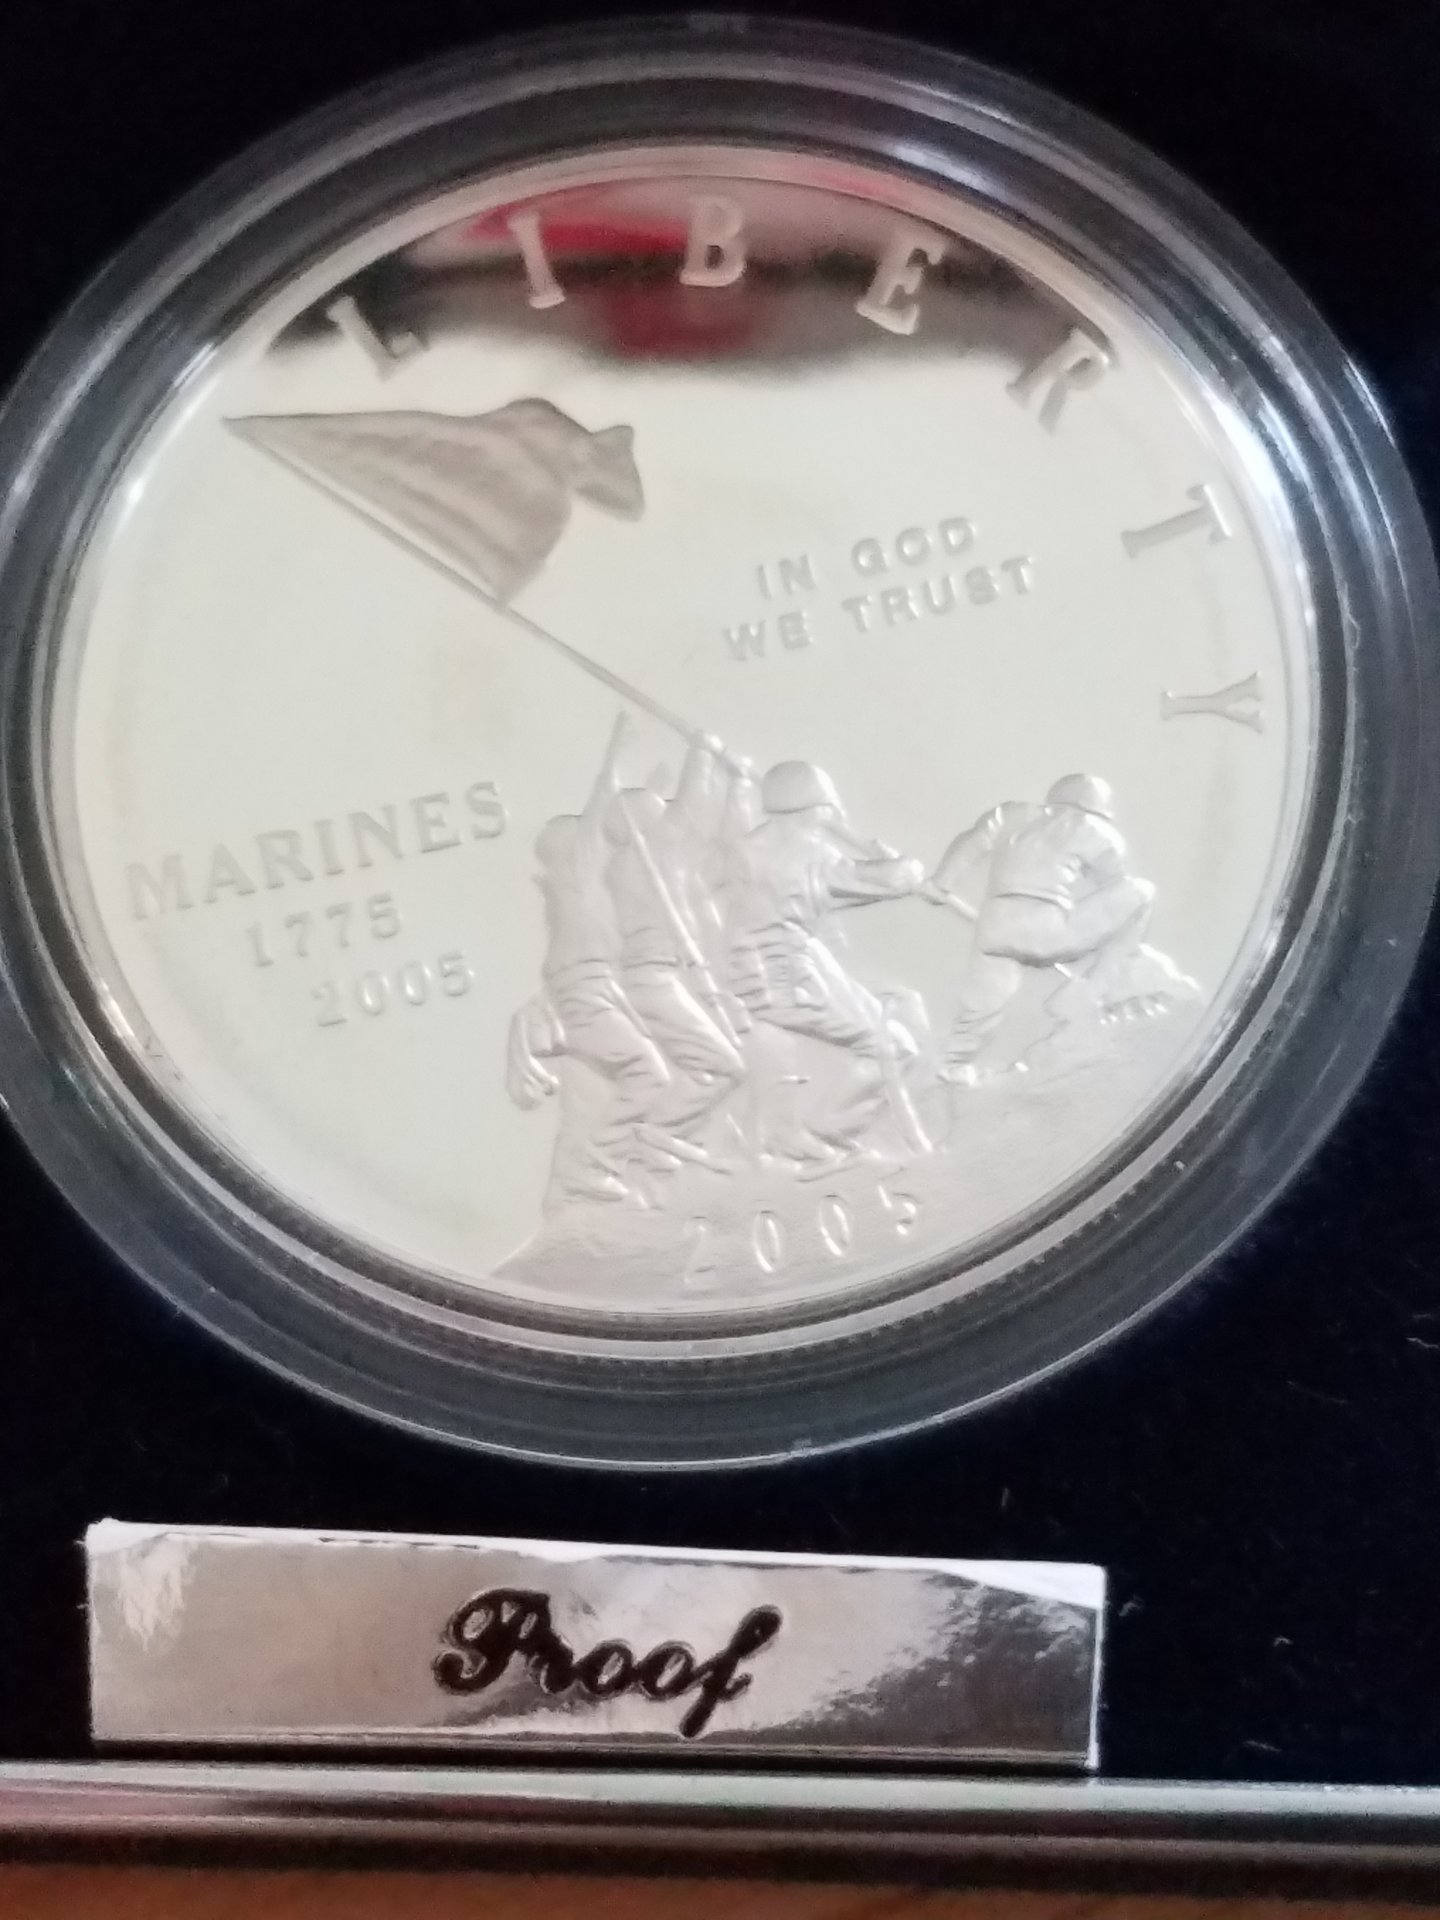 LIBERTY
IN GOD
WE TRUST
MARINES
1775
2005
2005
Proof